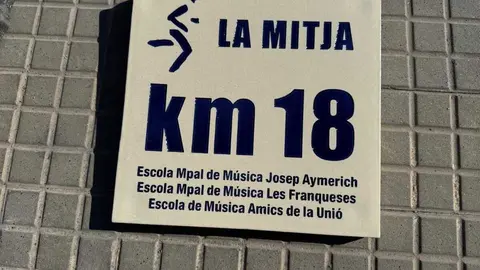 LA MITJA
km 18
Escola Mpal de Música Josep Aymerich
Escola Mpal de Música Les Franqueses
Escola de Música Amics de la Unió